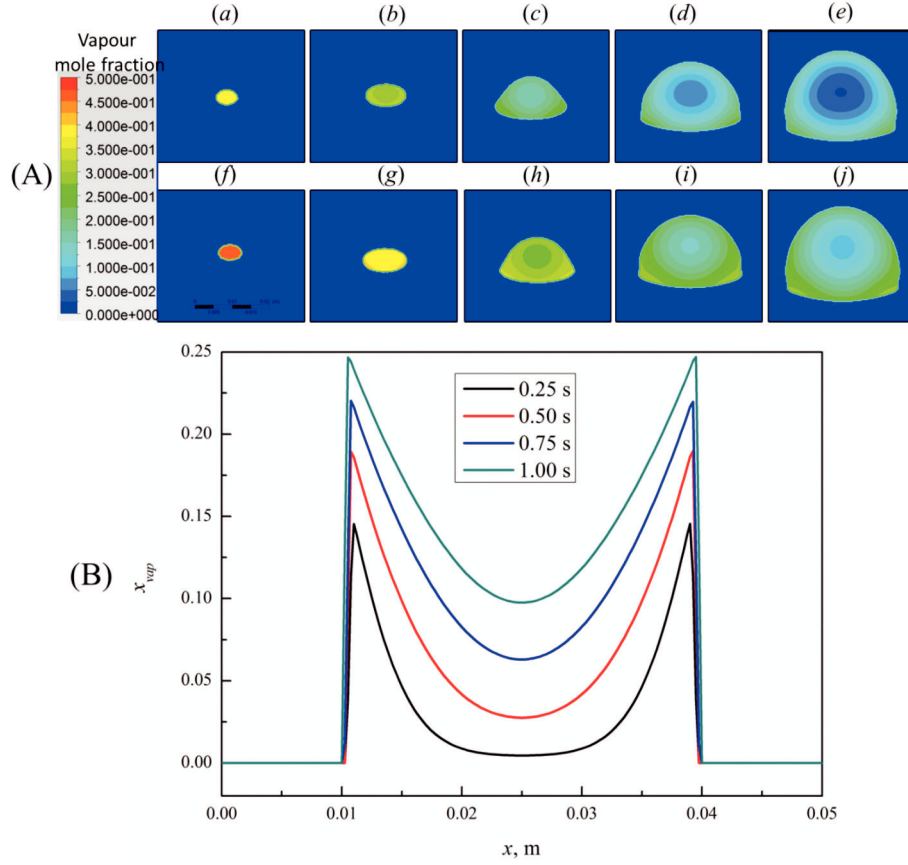 (a) (b) (c) (d) (e)
Vapour
mole fraction
5.000e-001
4.500e-001
4.000e-001
3.500e-001
3.000e-001
2.500e-001
2.000e-001
1.500e-001
1.000e-001
5.000e-002
0.000e+000
(A)
(f) (g) (h) (i) (j)
0.25
0.20
0.15
0.10
0.05
0.00
(B)
x_vap
0.25 s
0.50 s
0.75 s
1.00 s
0.00 0.01 0.02 0.03 0.04 0.05
x, m